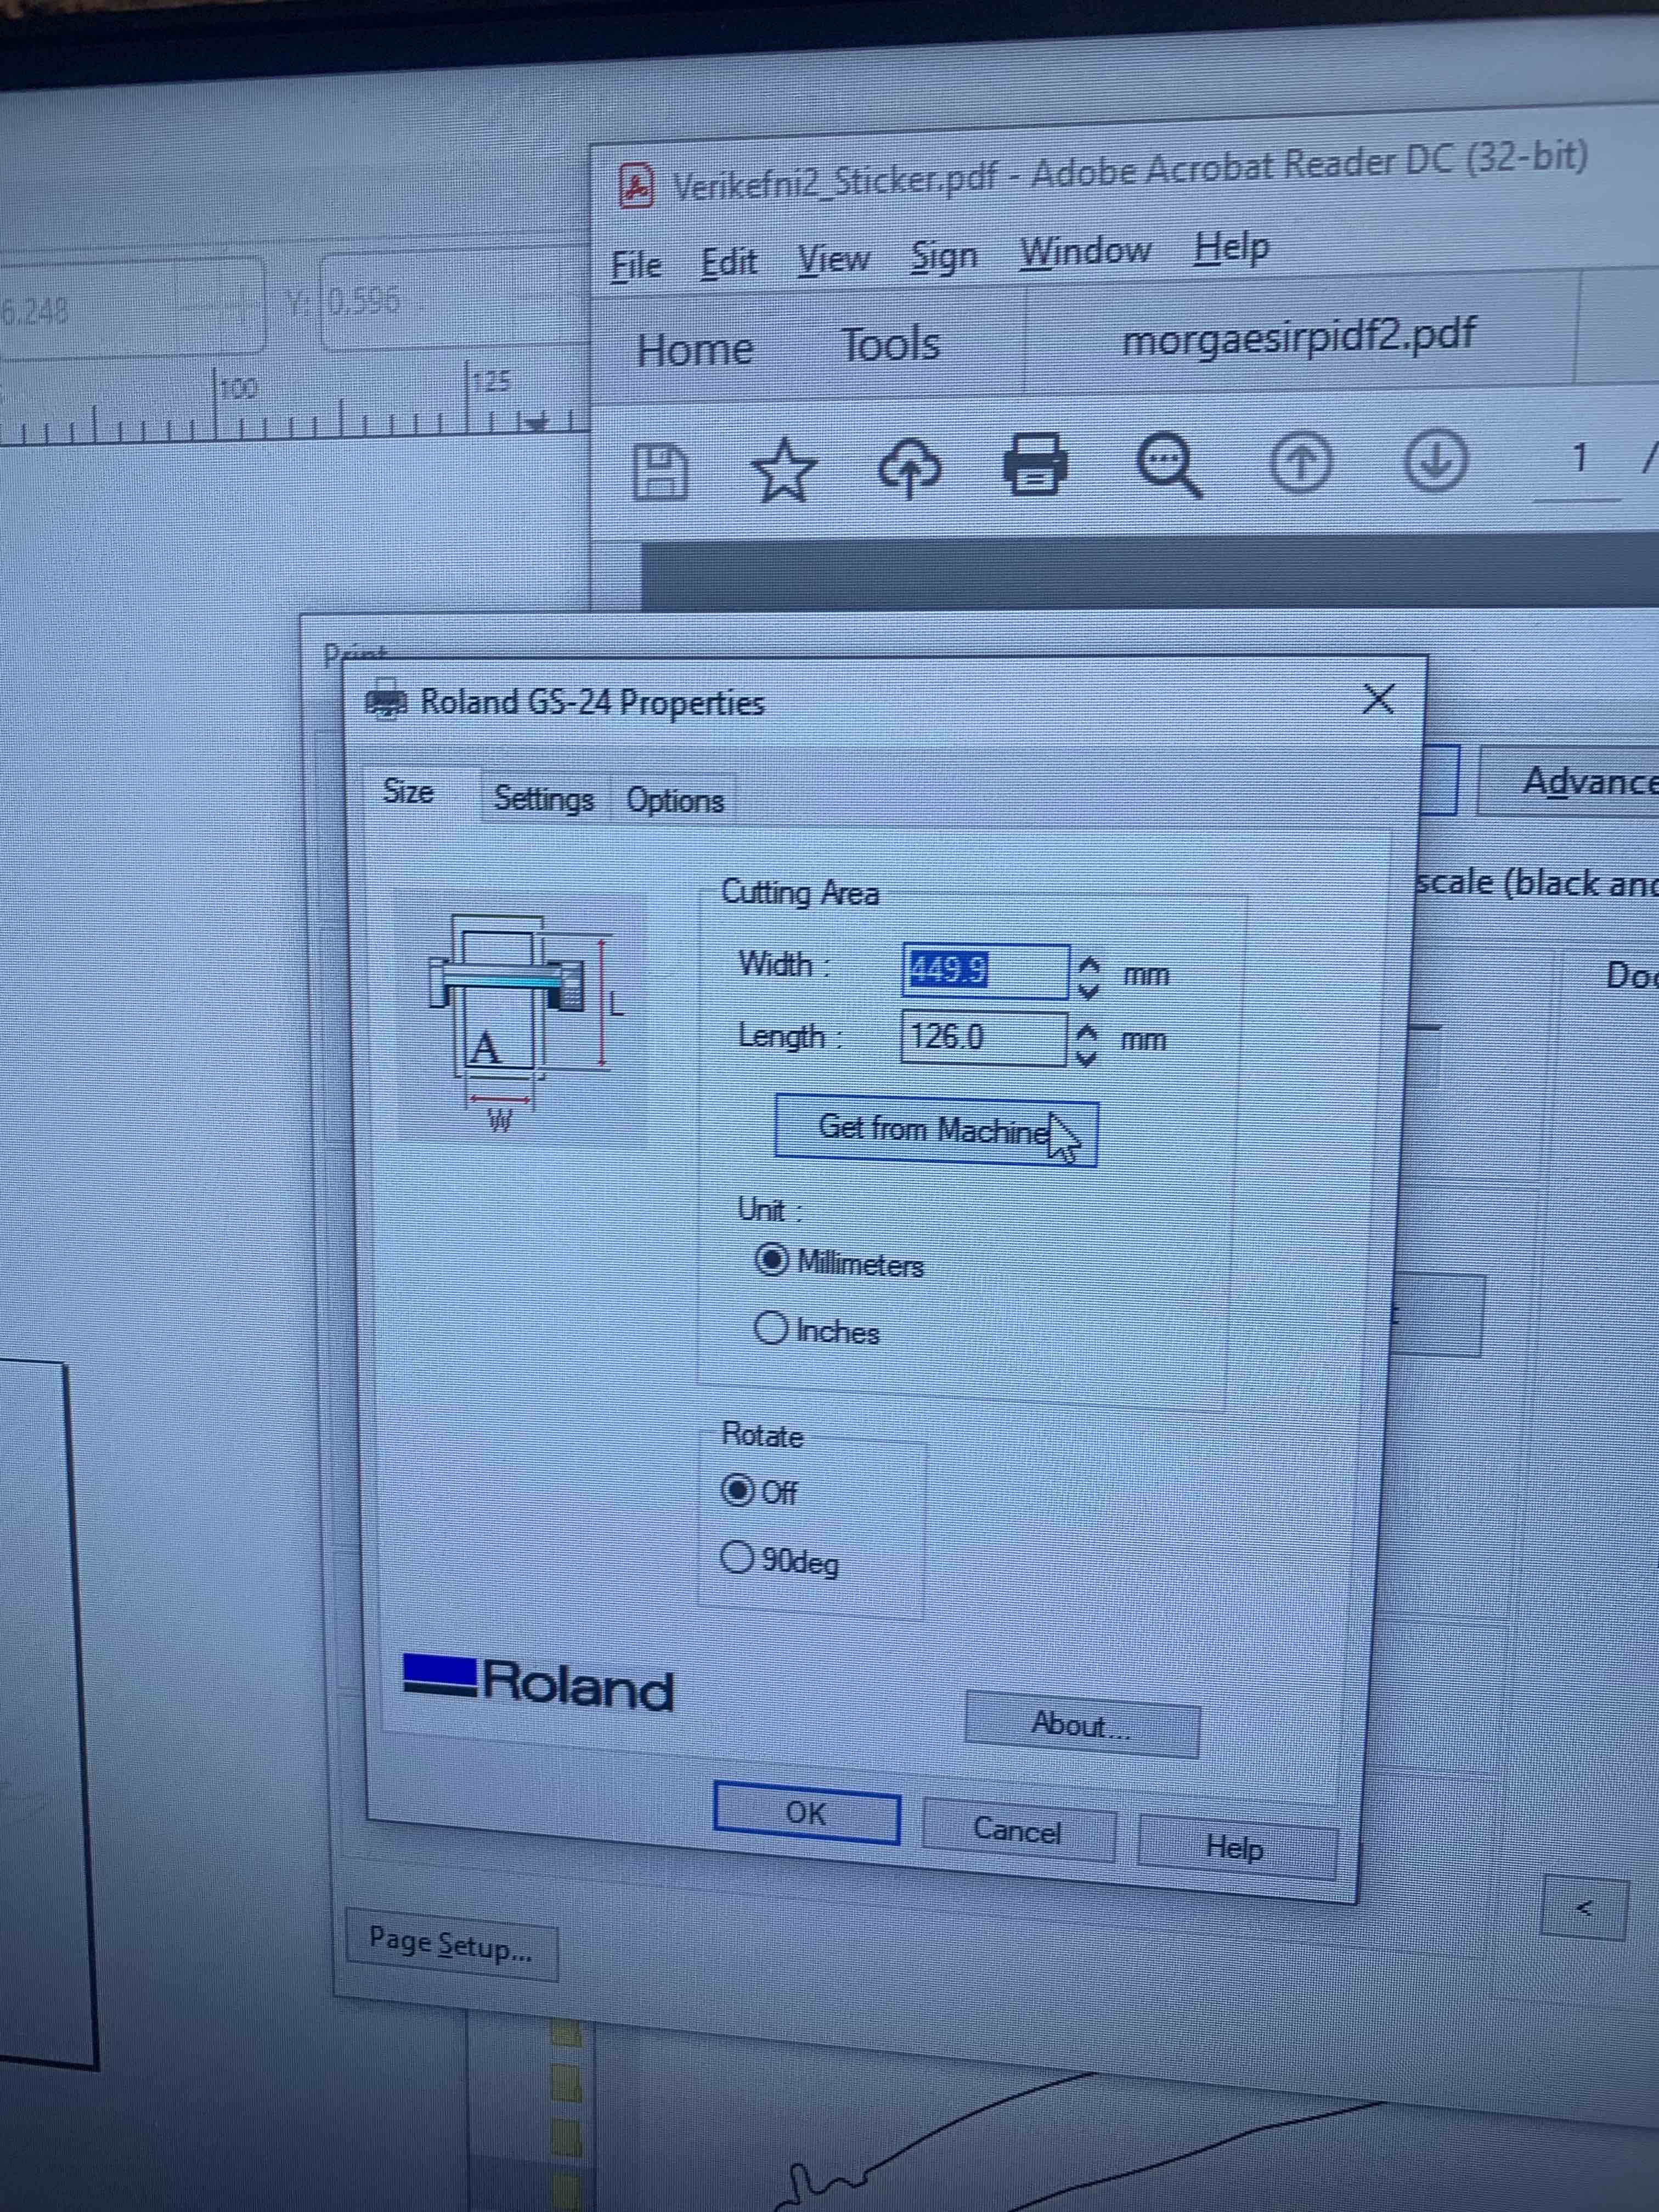 Verikefni2_Sticker.pdf - Adobe Acrobat Reader DC (32-bit)
File Edit View Sign Window Help
6.248 Y: 0.596
Home Tools morgaesirpidf2.pdf
100 125
1 /
Print
Roland GS-24 Properties
Size Settings Options
Advance
scale (black and
Cutting Area
Width : 449.9 mm
Doc
Length : 126.0 mm
L
A
W
Get from Machine
Unit :
Millimeters
Inches
Rotate
Off
90deg
Roland
About...
OK Cancel Help
<
Page Setup...